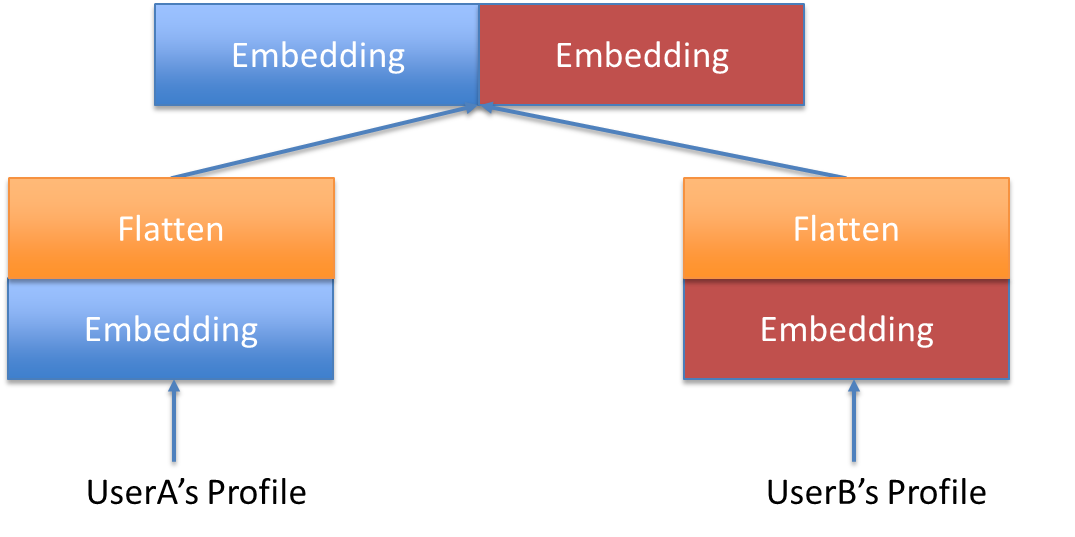 Embedding Embedding
Flatten Flatten
Embedding Embedding
UserA’s Profile UserB’s Profile